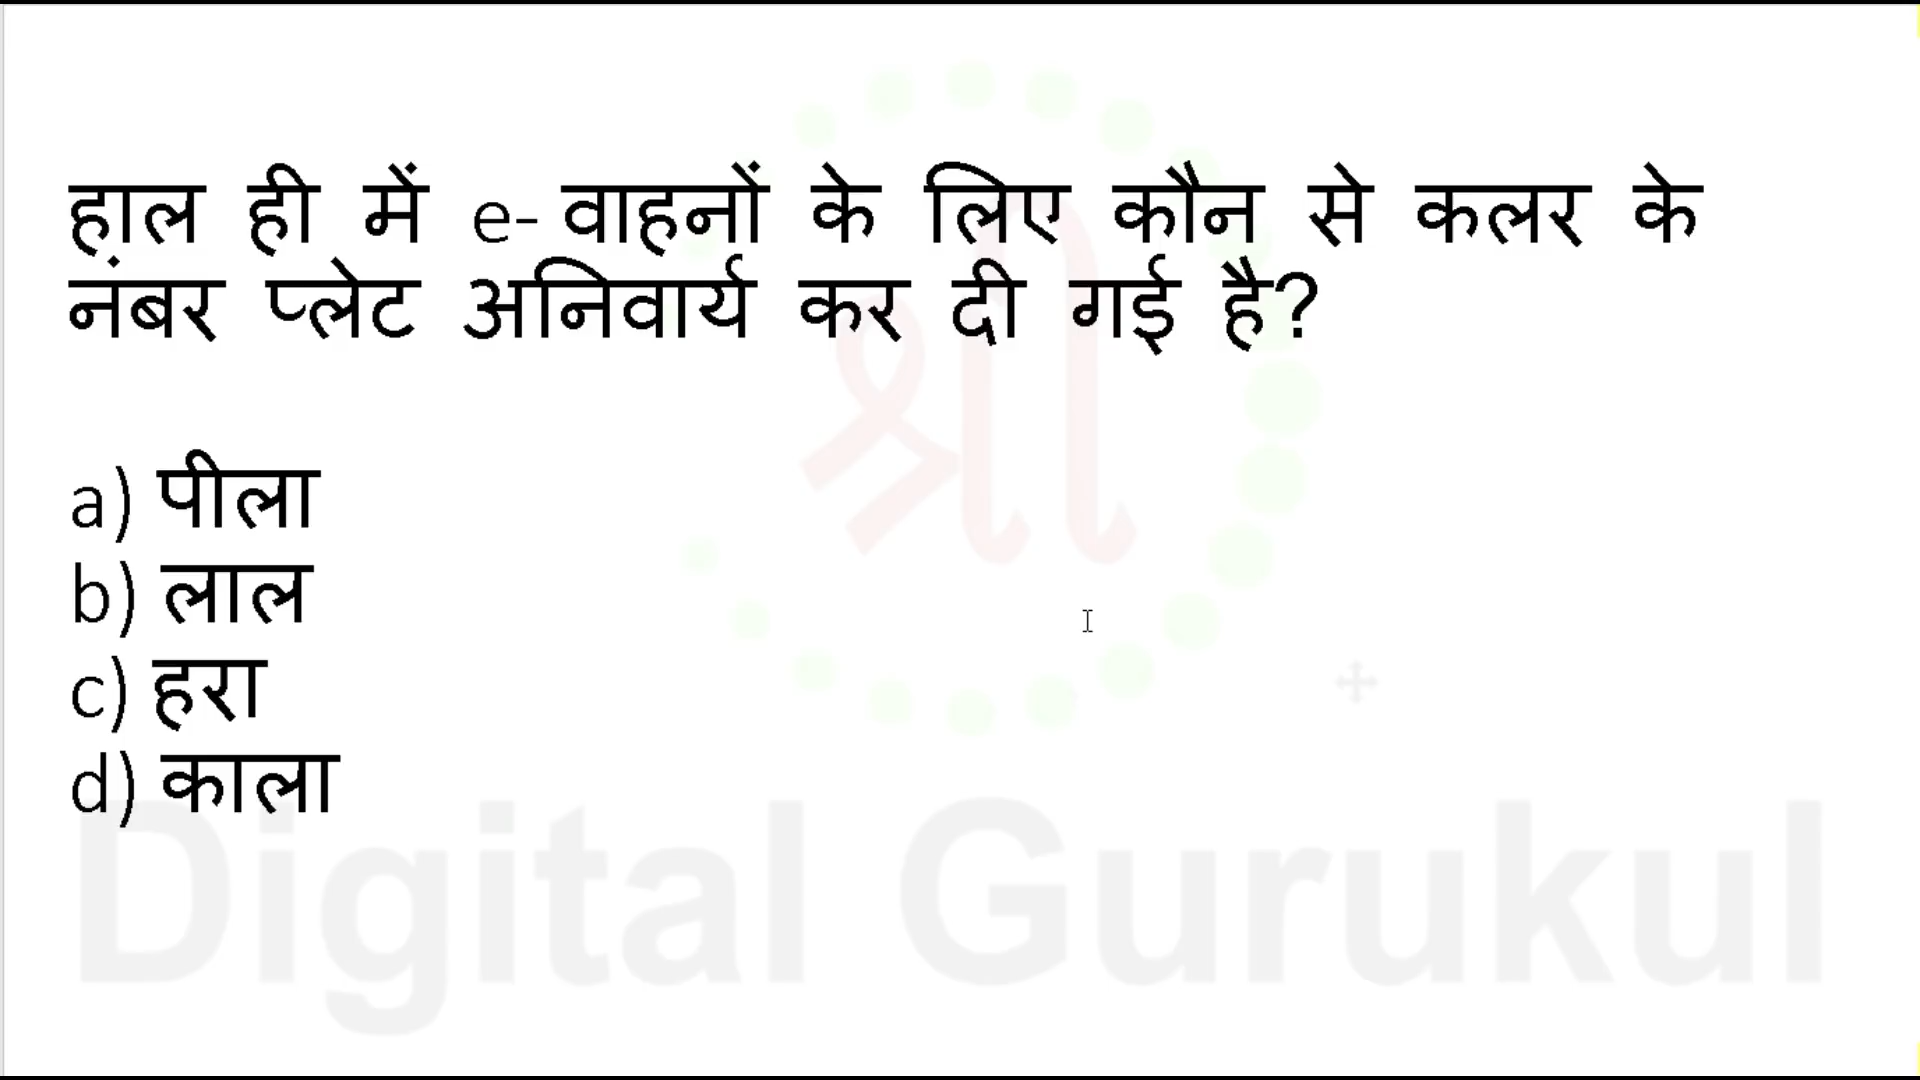 हाल ही में e- वाहनों के लिए कौन से कलर के
नंबर प्लेट अनिवार्य कर दी गई है?
a) पीला
b) लाल
c) हरा
d) काला
श्री
Digital Gurukul